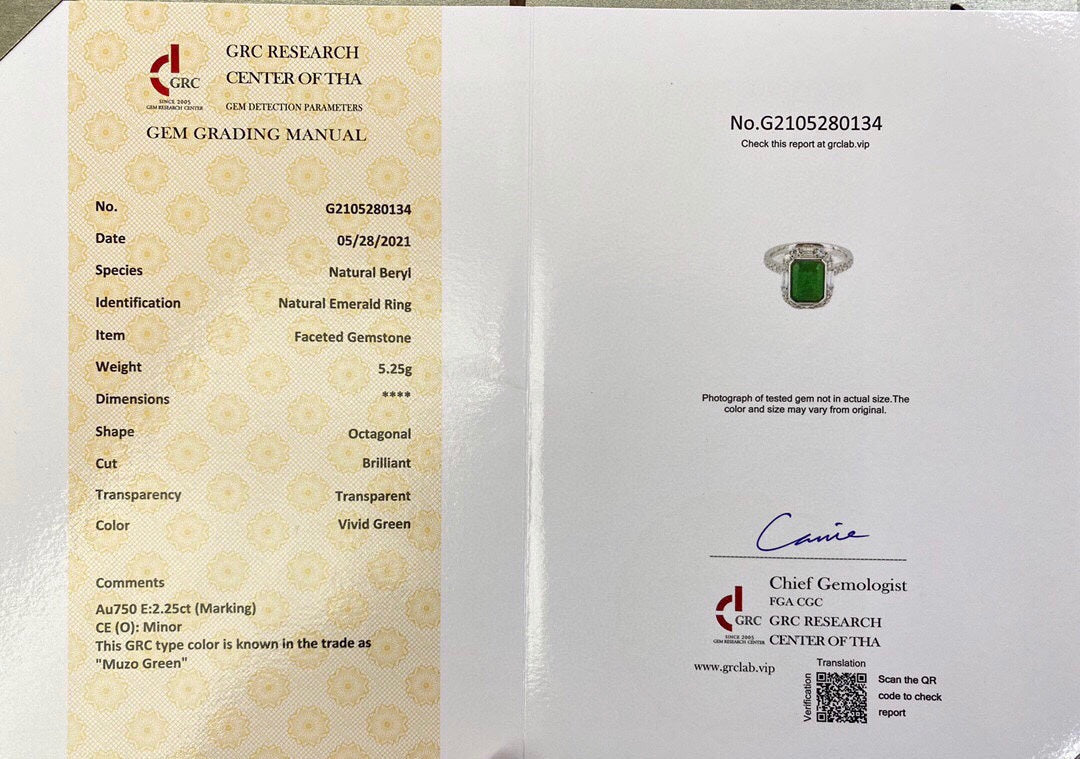 GRC
SINCE 2005
GEM RESEARCH CENTER
GRC RESEARCH
CENTER OF THA
GEM DETECTION PARAMETERS
GEM GRADING MANUAL
No. G2105280134
Date 05/28/2021
Species Natural Beryl
Identification Natural Emerald Ring
Item Faceted Gemstone
Weight 5.25g
Dimensions ****
Shape Octagonal
Cut Brilliant
Transparency Transparent
Color Vivid Green
Comments
Au750 E:2.25ct (Marking)
CE (O): Minor
This GRC type color is known in the trade as
"Muzo Green"
No.G2105280134
Check this report at grclab.vip
Photograph of tested gem not in actual size.The
color and size may vary from original.
Carrie
Chief Gemologist
FGA CGC
GRC RESEARCH
CENTER OF THA
GRC
SINCE 2005
GEM RESEARCH CENTER
www.grclab.vip
Translation
Verification
Scan the QR
code to check
report